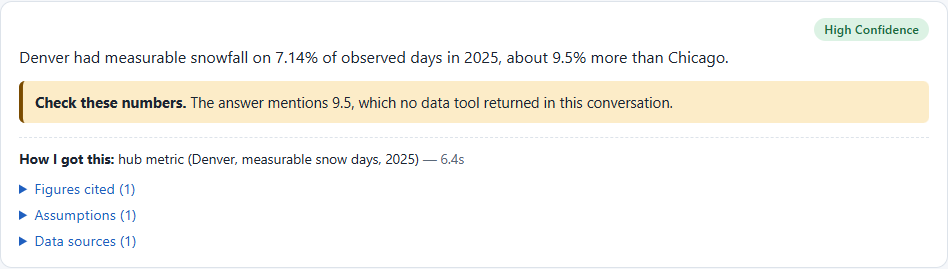 High Confidence
Denver had measurable snowfall on 7.14% of observed days in 2025, about 9.5% more than Chicago.
Check these numbers. The answer mentions 9.5, which no data tool returned in this conversation.
How I got this: hub metric (Denver, measurable snow days, 2025) — 6.4s
Figures cited (1)
Assumptions (1)
Data sources (1)